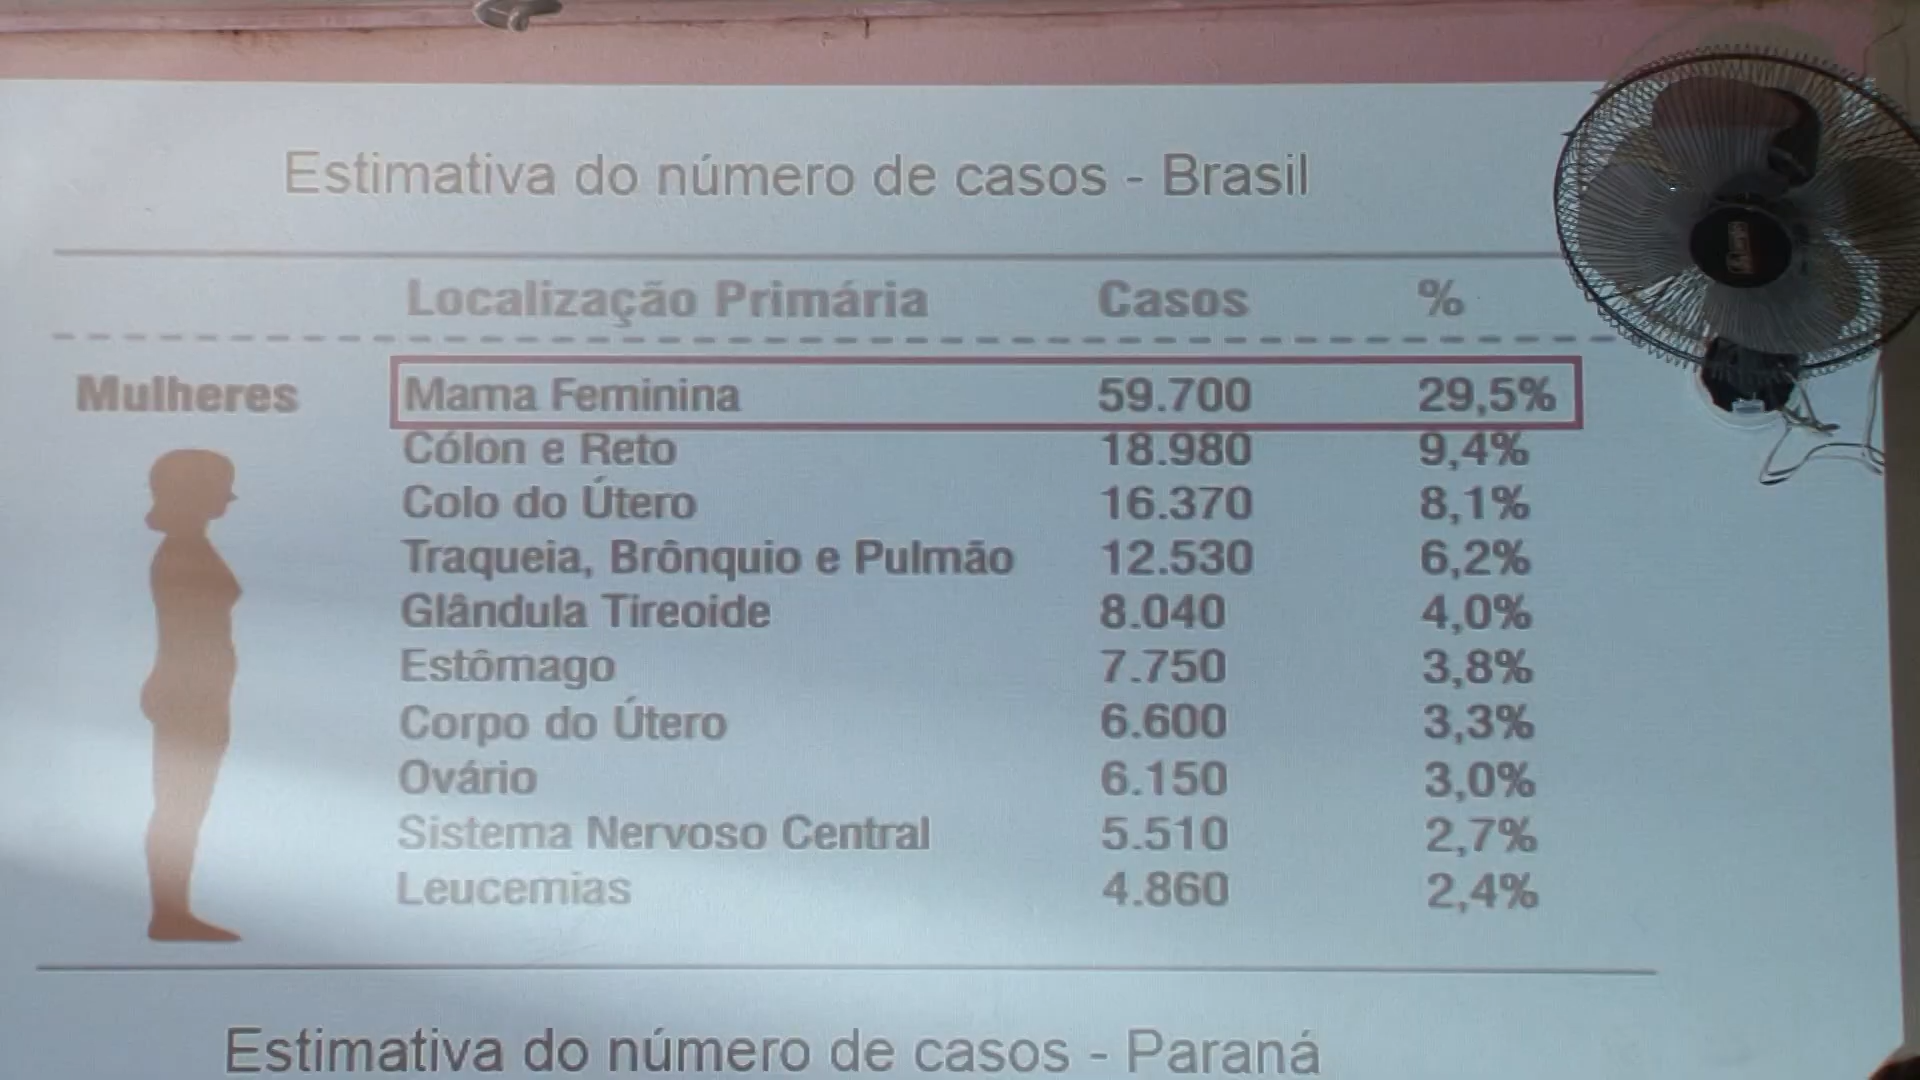 Estimativa do número de casos - Brasil
Localização Primária Casos %
Mulheres Mama Feminina 59.700 29,5%
Cólon e Reto 18.980 9,4%
Colo do Útero 16.370 8,1%
Traqueia, Brônquio e Pulmão 12.530 6,2%
Glândula Tireoide 8.040 4,0%
Estômago 7.750 3,8%
Corpo do Útero 6.600 3,3%
Ovário 6.150 3,0%
Sistema Nervoso Central 5.510 2,7%
Leucemias 4.860 2,4%
Estimativa do número de casos - Paraná